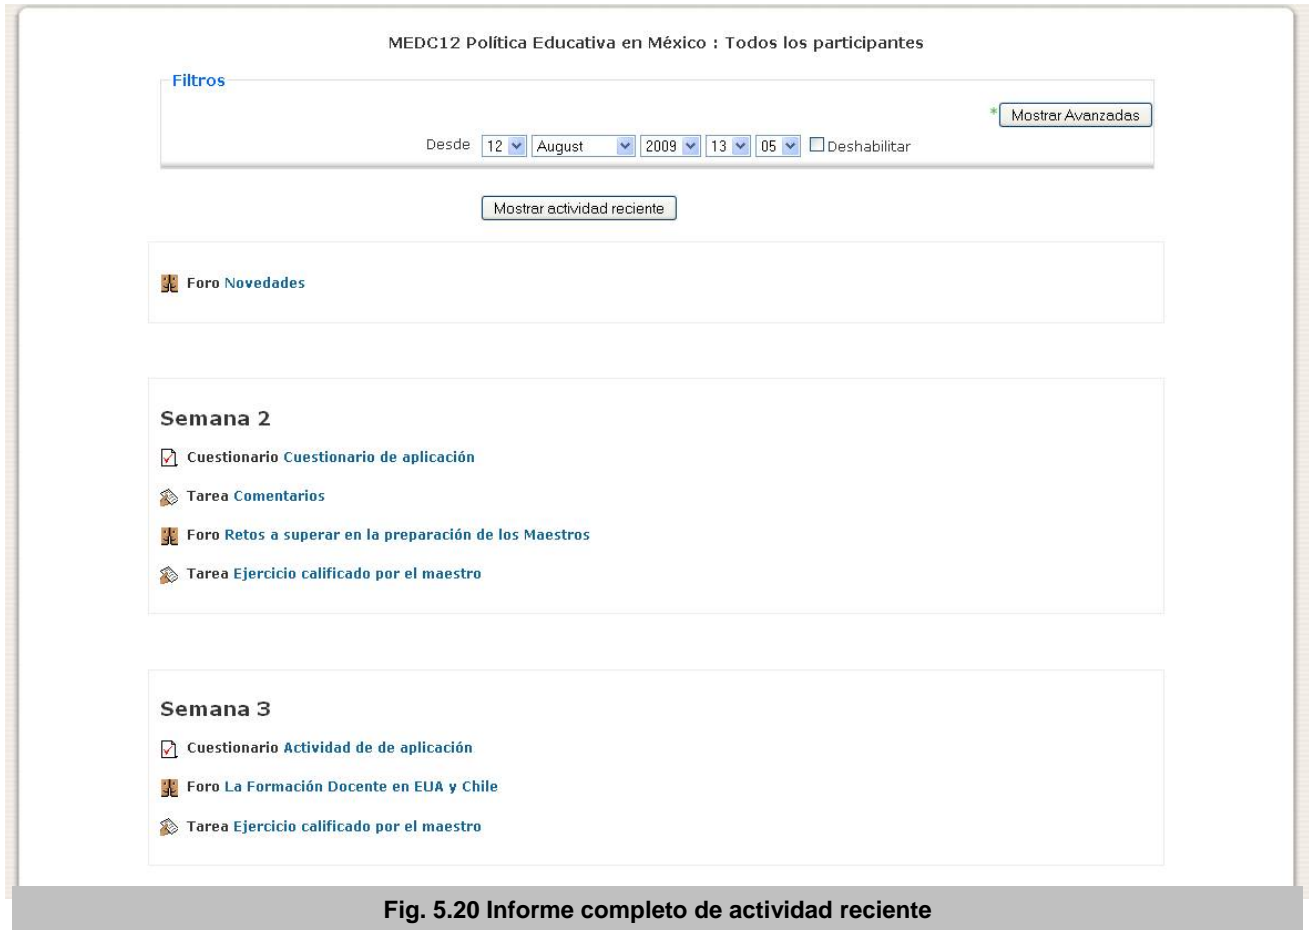 MEDC12 Política Educativa en México : Todos los participantes
Filtros
* Mostrar Avanzadas
Desde 12 August 2009 13 05 Deshabilitar
Mostrar actividad reciente
Foro Novedades
Semana 2
Cuestionario Cuestionario de aplicación
Tarea Comentarios
Foro Retos a superar en la preparación de los Maestros
Tarea Ejercicio calificado por el maestro
Semana 3
Cuestionario Actividad de de aplicación
Foro La Formación Docente en EUA y Chile
Tarea Ejercicio calificado por el maestro
Fig. 5.20 Informe completo de actividad reciente